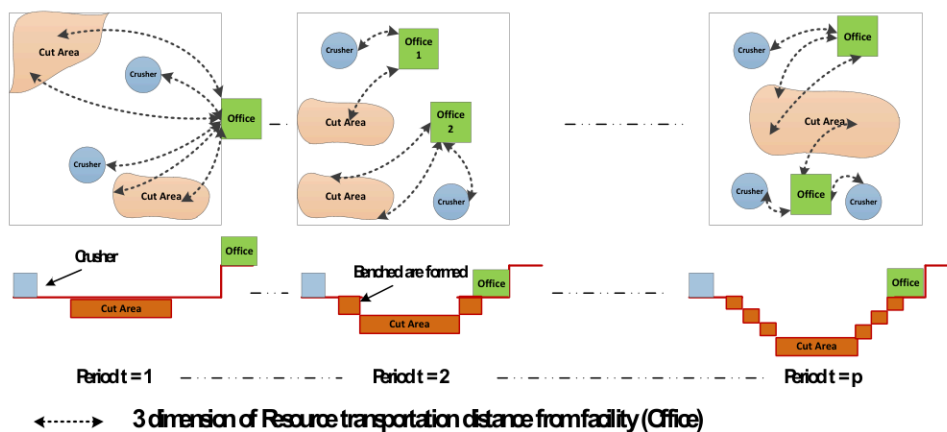 Cut Area
Crusher
Office
Crusher
Cut Area
Crusher
Office
1
Cut Area
Office
2
Cut Area
Crusher
Crusher
Office
Cut Area
Crusher
Office
Crusher
Crusher
Office
Cut Area
Benched are formed
Office
Cut Area
Office
Cut Area
Period t = 1
Period t = 2
Period t = p
3 dimension of Resource transportation distance from facility (Office)